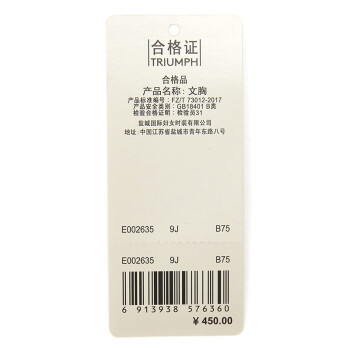 合格证
TRIUMPH
合格品
产品名称: 文胸
产品标准编号: FZ/T 73012-2017
产品安全类别: GB18401 B类
检验合格证明: 检验员31
盐城国际妇女时装有限公司
地址: 中国江苏省盐城市青年东路八号
E002635 9J B75
E002635 9J B75
6 913938 576360
¥ 450.00